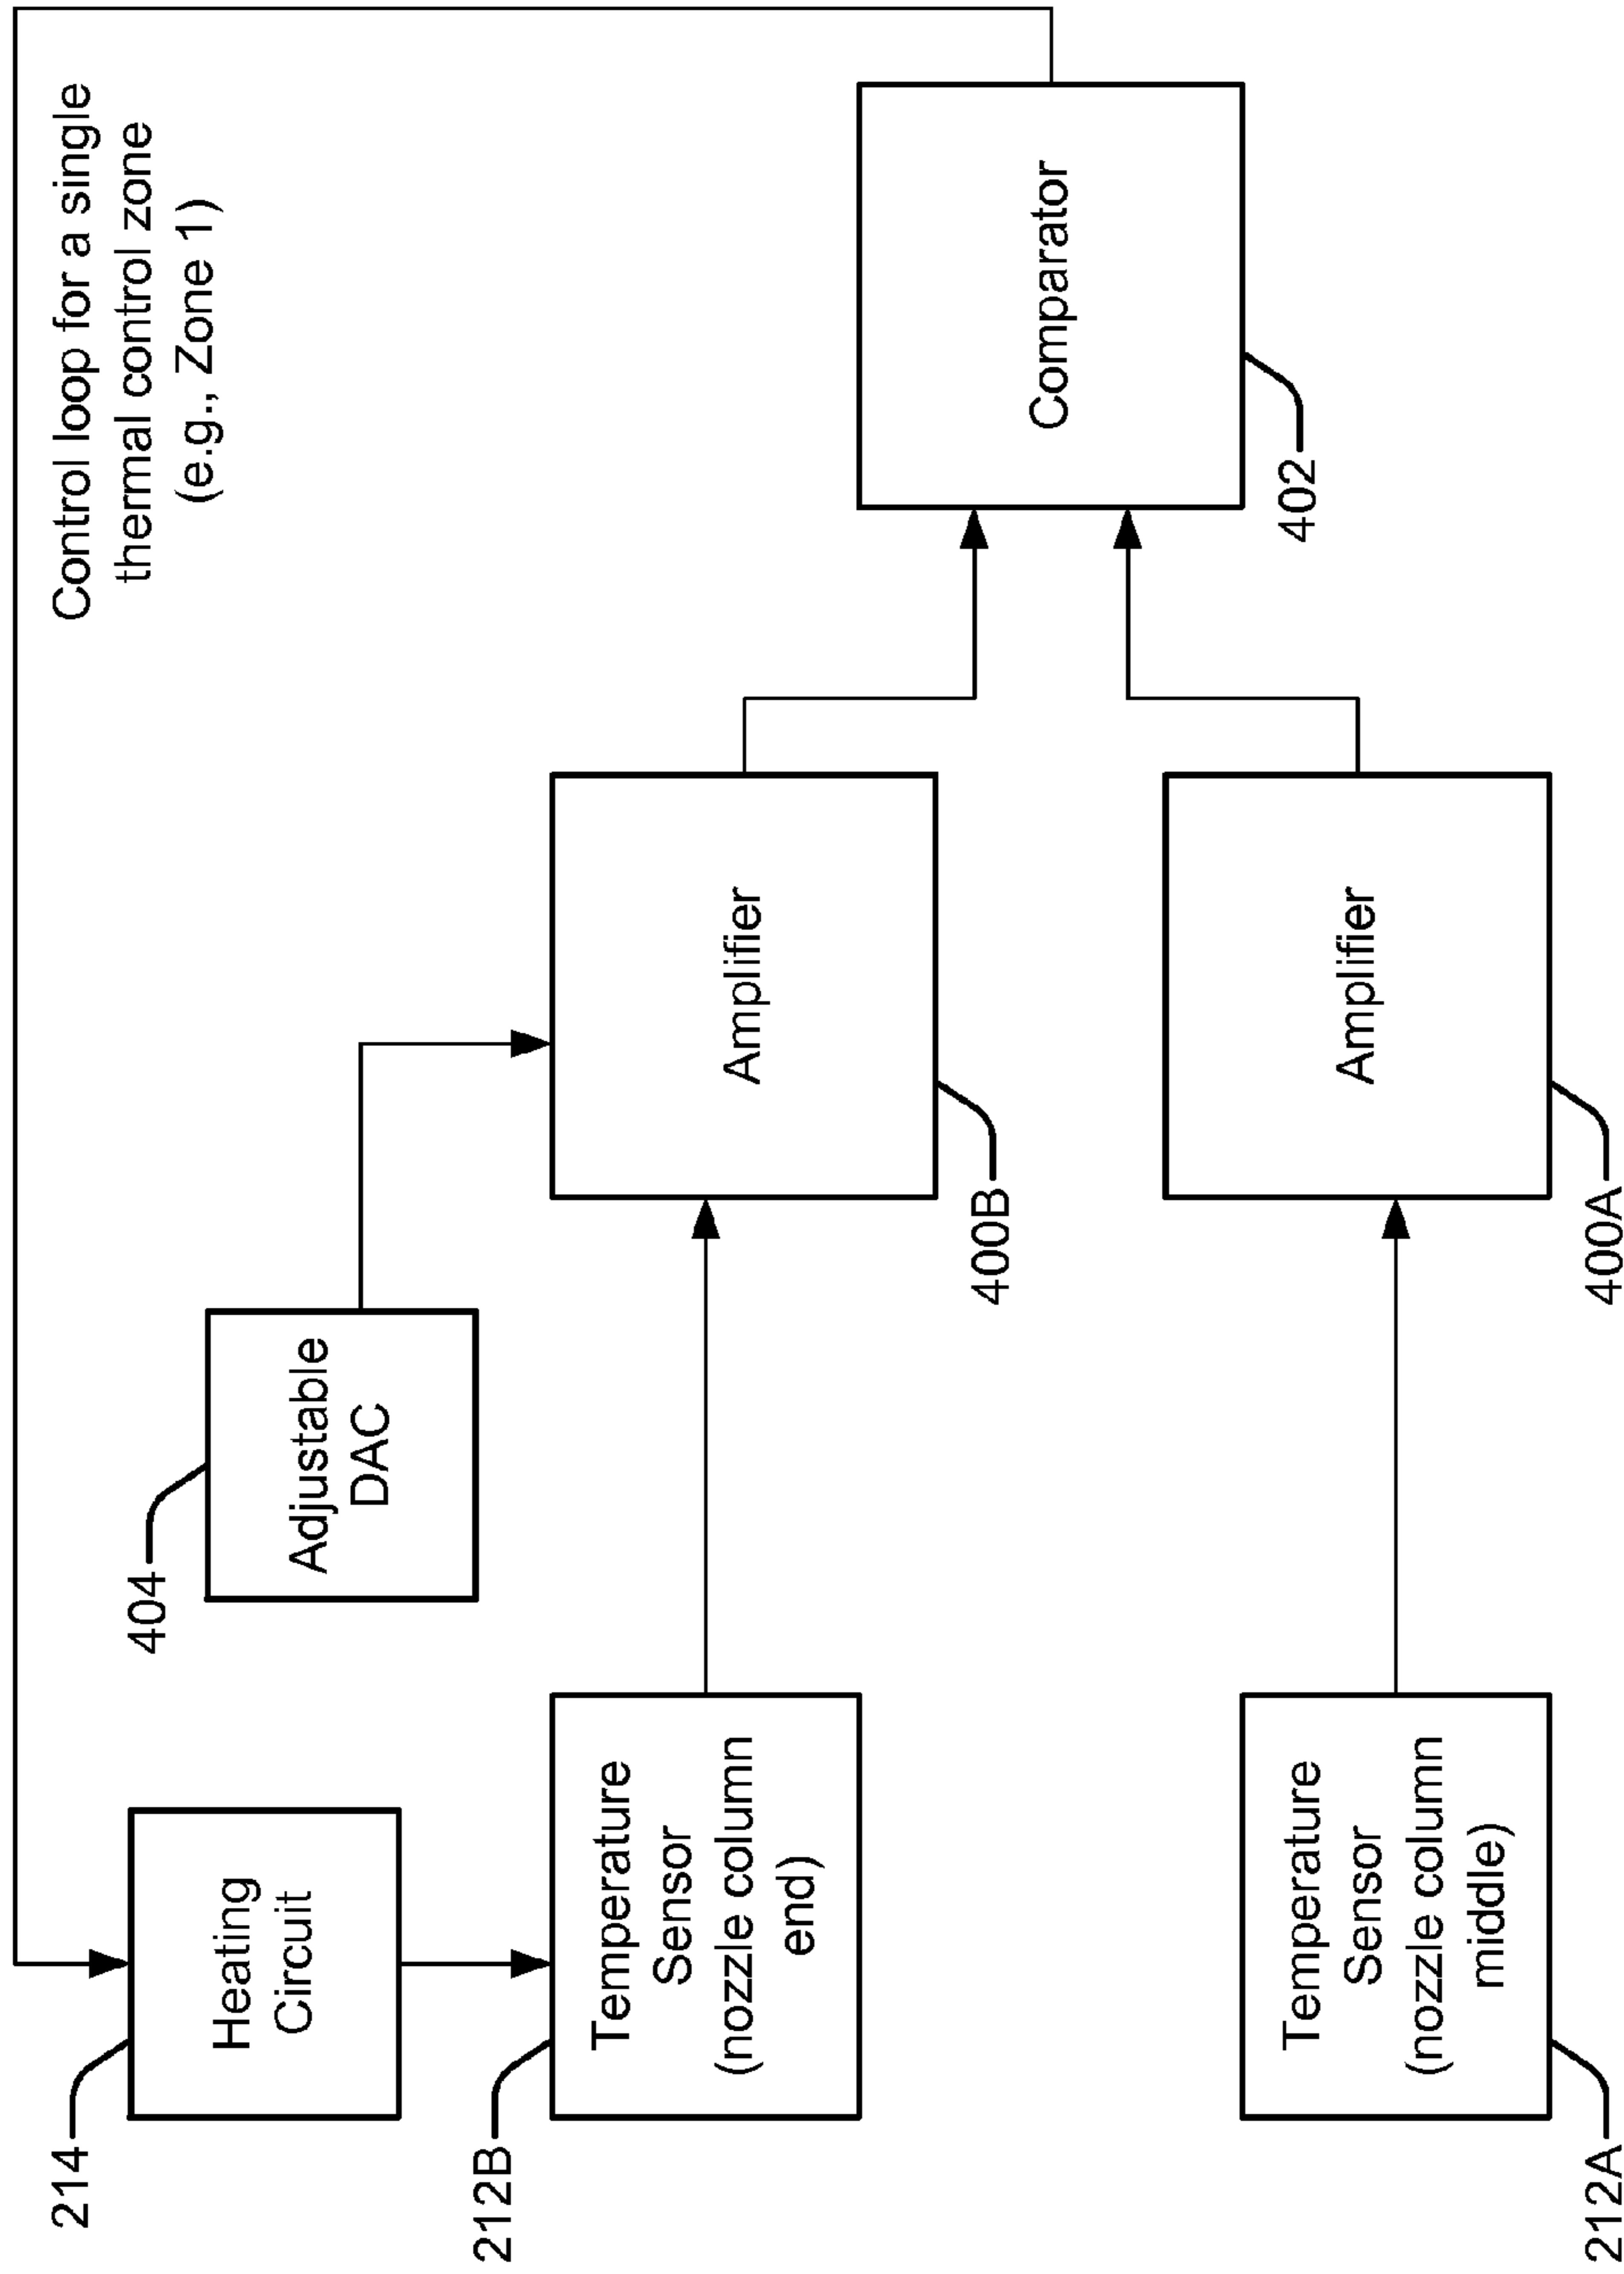 Control loop for a single
thermal control zone
(e.g., Zone 1)
214
Heating
Circuit
404
Adjustable
DAC
212B
Temperature
Sensor
(nozzle column
end)
Amplifier
400B
Comparator
402
Temperature
Sensor
(nozzle column
middle)
212A
Amplifier
400A